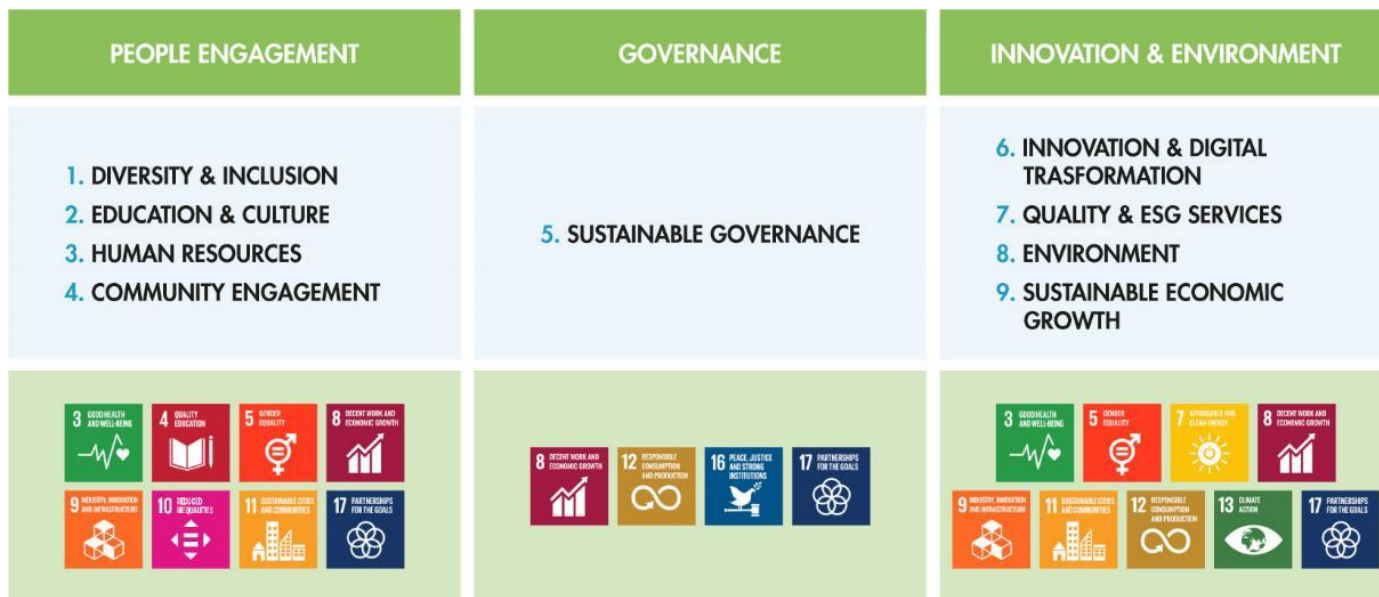 PEOPLE ENGAGEMENT
1. DIVERSITY & INCLUSION
2. EDUCATION & CULTURE
3. HUMAN RESOURCES
4. COMMUNITY ENGAGEMENT
3 GOOD HEALTH
AND WELL-BEING
4 QUALITY
EDUCATION
5 GENDER
EQUALITY
8 DECENT WORK AND
ECONOMIC GROWTH
9 INDUSTRY, INNOVATION
AND INFRASTRUCTURE
10 REDUCED
INEQUALITIES
11 SUSTAINABLE CITIES
AND COMMUNITIES
17 PARTNERSHIPS
FOR THE GOALS
GOVERNANCE
5. SUSTAINABLE GOVERNANCE
8 DECENT WORK AND
ECONOMIC GROWTH
12 RESPONSIBLE
CONSUMPTION
AND PRODUCTION
16 PEACE, JUSTICE
AND STRONG
INSTITUTIONS
17 PARTNERSHIPS
FOR THE GOALS
INNOVATION & ENVIRONMENT
6. INNOVATION & DIGITAL
TRASFORMATION
7. QUALITY & ESG SERVICES
8. ENVIRONMENT
9. SUSTAINABLE ECONOMIC
GROWTH
3 GOOD HEALTH
AND WELL-BEING
5 GENDER
EQUALITY
7 AFFORDABLE AND
CLEAN ENERGY
8 DECENT WORK AND
ECONOMIC GROWTH
9 INDUSTRY, INNOVATION
AND INFRASTRUCTURE
11 SUSTAINABLE CITIES
AND COMMUNITIES
12 RESPONSIBLE
CONSUMPTION
AND PRODUCTION
13 CLIMATE
ACTION
17 PARTNERSHIPS
FOR THE GOALS